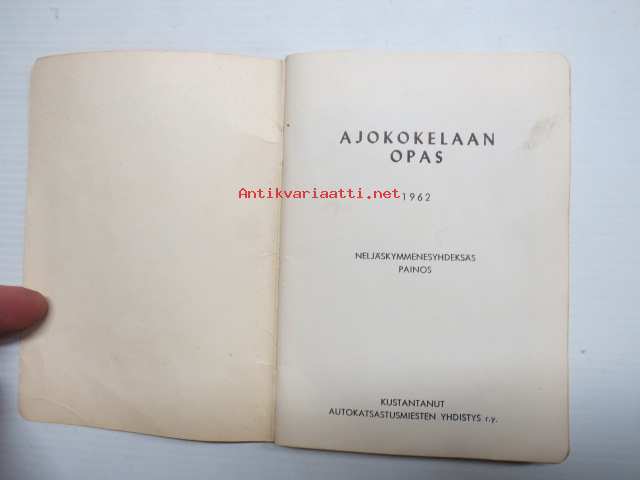 AJOKOKELAAN
OPAS
Antikvariaatti.net
1962
NELJÄSKYMMENESYHDEKSÄS
PAINOS
KUSTANTANUT
AUTOKATSASTUSMIESTEN YHDISTYS r.y.